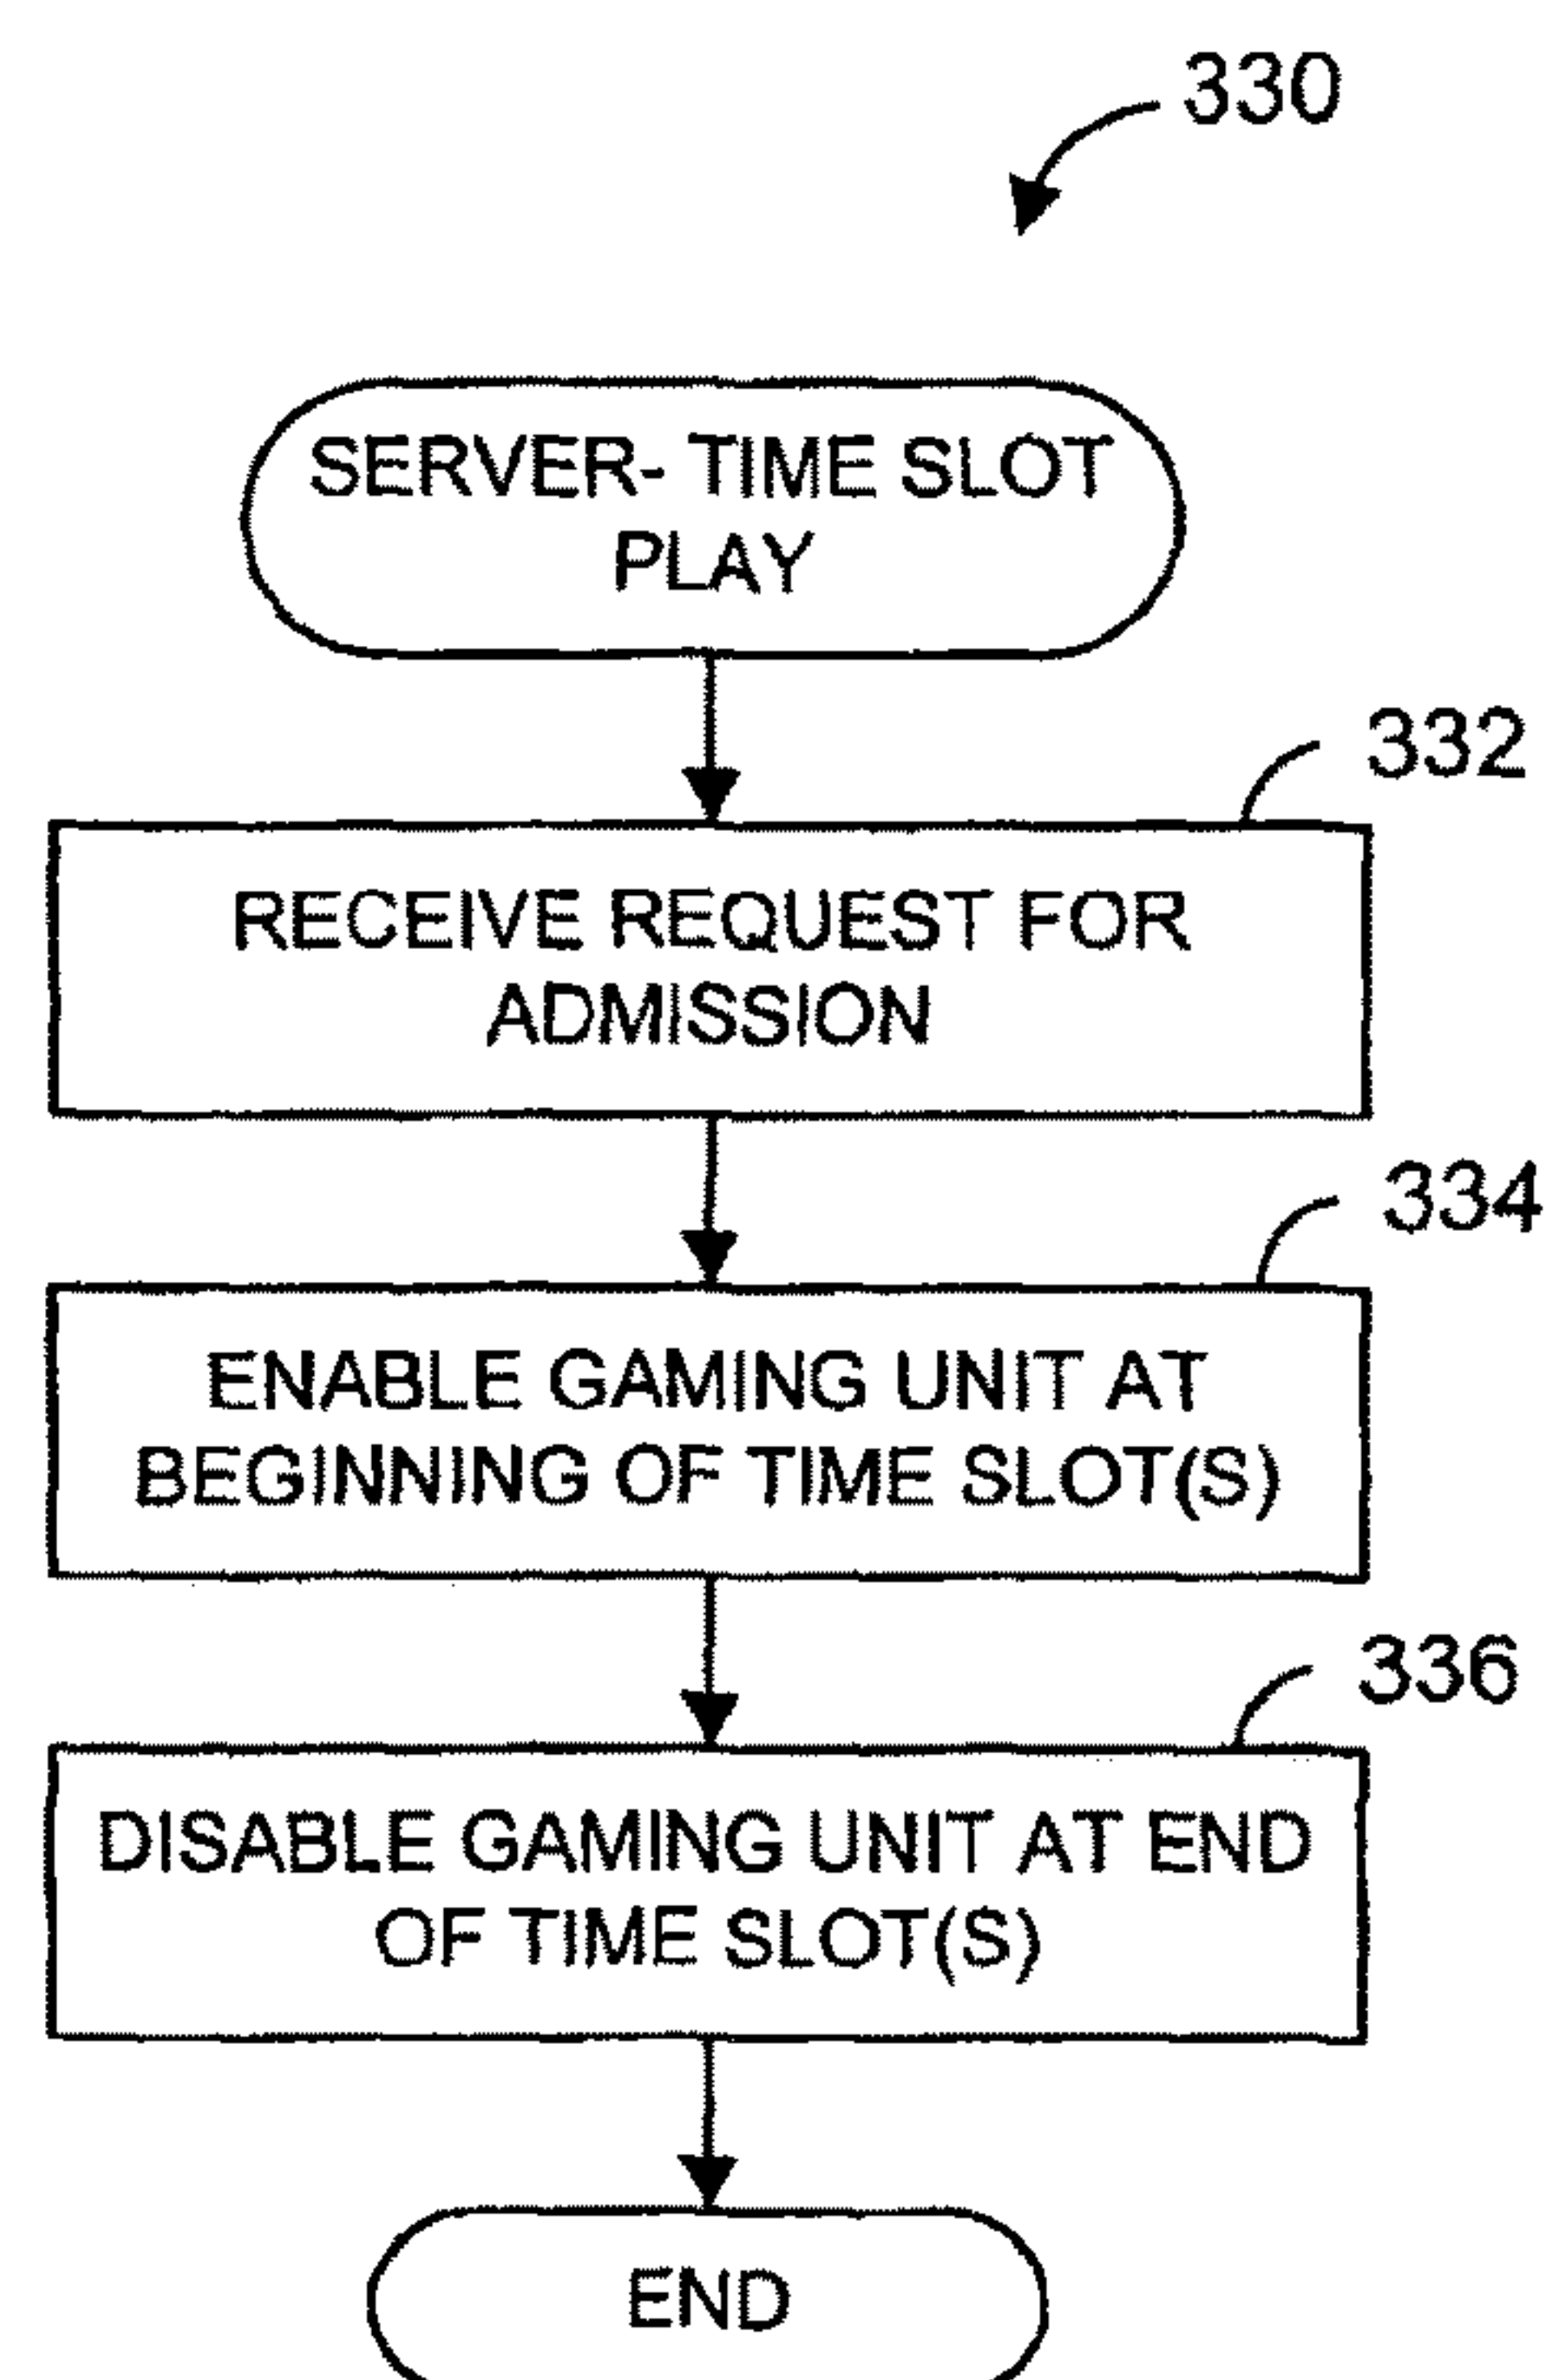 330
SERVER- TIME SLOT
PLAY
332
RECEIVE REQUEST FOR
ADMISSION
334
ENABLE GAMING UNIT AT
BEGINNING OF TIME SLOT(S)
336
DISABLE GAMING UNIT AT END
OF TIME SLOT(S)
END